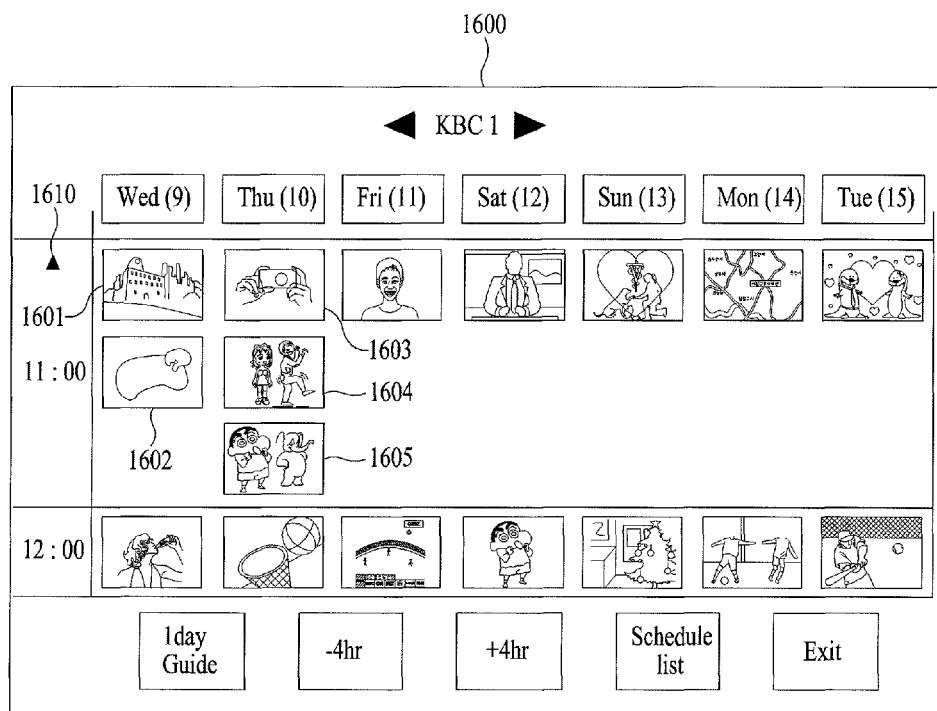 1600
KBC 1
1610
Wed (9)
Thu (10)
Fri (11)
Sat (12)
Sun (13)
Mon (14)
Tue (15)
1601
1603
11 : 00
1604
1602
1605
12 : 00
1day
Guide
-4hr
+4hr
Schedule
list
Exit